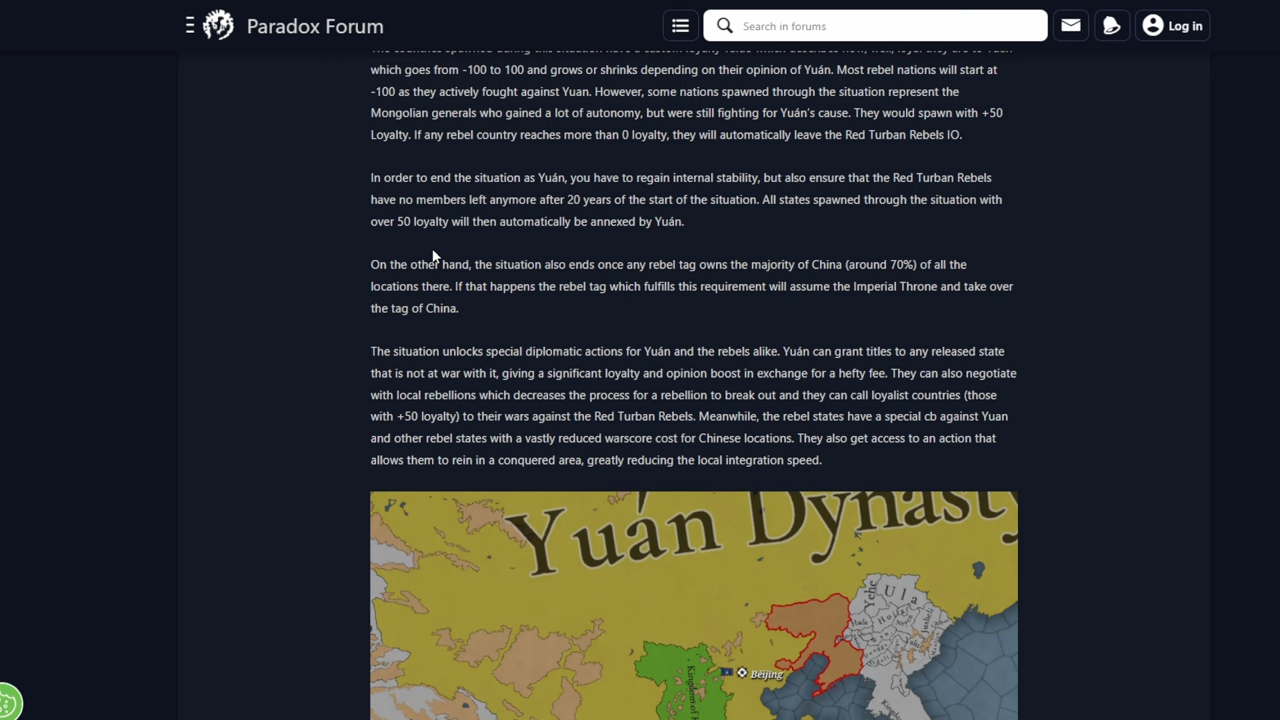 Paradox Forum
Search in forums
Log in
which goes from -100 to 100 and grows or shrinks depending on their opinion of Yuán. Most rebel nations will start at
-100 as they actively fought against Yuan. However, some nations spawned through the situation represent the
Mongolian generals who gained a lot of autonomy, but were still fighting for Yuán's cause. They would spawn with +50
Loyalty. If any rebel country reaches more than 0 loyalty, they will automatically leave the Red Turban Rebels IO.
In order to end the situation as Yuán, you have to regain internal stability, but also ensure that the Red Turban Rebels
have no members left anymore after 20 years of the start of the situation. All states spawned through the situation with
over 50 loyalty will then automatically be annexed by Yuán.
On the other hand, the situation also ends once any rebel tag owns the majority of China (around 70%) of all the
locations there. If that happens the rebel tag which fulfills this requirement will assume the Imperial Throne and take over
the tag of China.
The situation unlocks special diplomatic actions for Yuán and the rebels alike. Yuán can grant titles to any released state
that is not at war with it, giving a significant loyalty and opinion boost in exchange for a hefty fee. They can also negotiate
with local rebellions which decreases the process for a rebellion to break out and they can call loyalist countries (those
with +50 loyalty) to their wars against the Red Turban Rebels. Meanwhile, the rebel states have a special cb against Yuan
and other rebel states with a vastly reduced warscore cost for Chinese locations. They also get access to an action that
allows them to rein in a conquered area, greatly reducing the local integration speed.
Yuán Dynasty
Yehe
Ula
Běijīng
Kingdom of
Kingdom